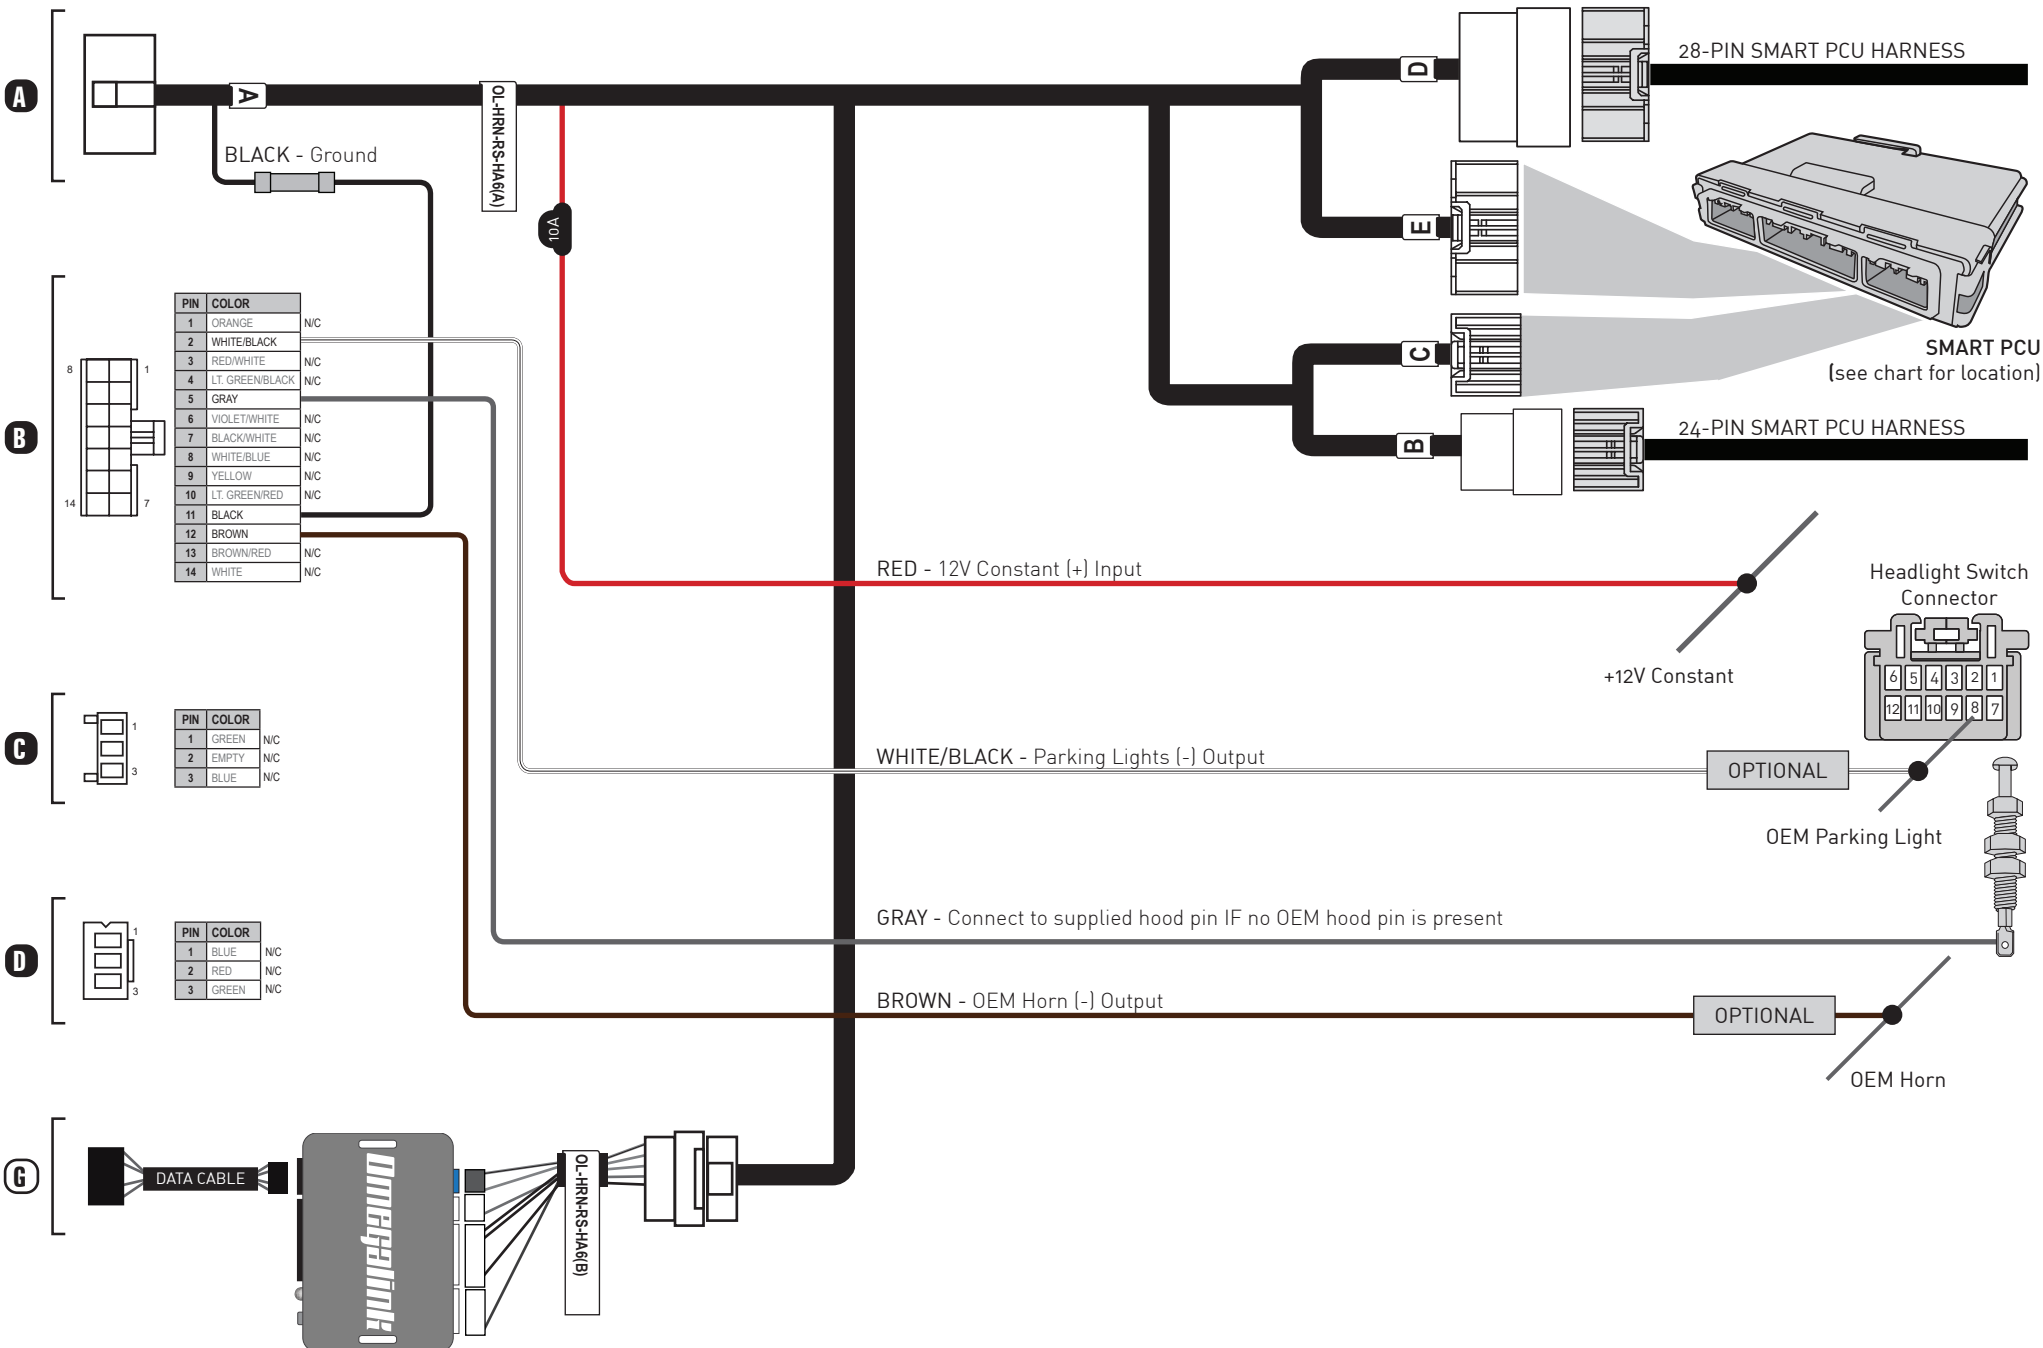 A
A
BLACK - Ground
OL-HRN-RS-HA6(A)
10A
D
28-PIN SMART PCU HARNESS
E
SMART PCU
(see chart for location)
C
B
24-PIN SMART PCU HARNESS
B
8
1
14
7
PIN COLOR
1 ORANGE N/C
2 WHITE/BLACK
3 RED/WHITE N/C
4 LT. GREEN/BLACK N/C
5 GRAY
6 VIOLET/WHITE N/C
7 BLACK/WHITE N/C
8 WHITE/BLUE N/C
9 YELLOW N/C
10 LT. GREEN/RED N/C
11 BLACK
12 BROWN
13 BROWN/RED N/C
14 WHITE N/C
RED - 12V Constant (+) Input
+12V Constant
Headlight Switch
Connector
6 5 4 3 2 1
12 11 10 9 8 7
C
1
3
PIN COLOR
1 GREEN N/C
2 EMPTY N/C
3 BLUE N/C
WHITE/BLACK - Parking Lights (-) Output
OPTIONAL
OEM Parking Light
D
1
3
PIN COLOR
1 BLUE N/C
2 RED N/C
3 GREEN N/C
GRAY - Connect to supplied hood pin IF no OEM hood pin is present
BROWN - OEM Horn (-) Output
OPTIONAL
OEM Horn
G
DATA CABLE
Omegalink
OL-HRN-RS-HA6(B)